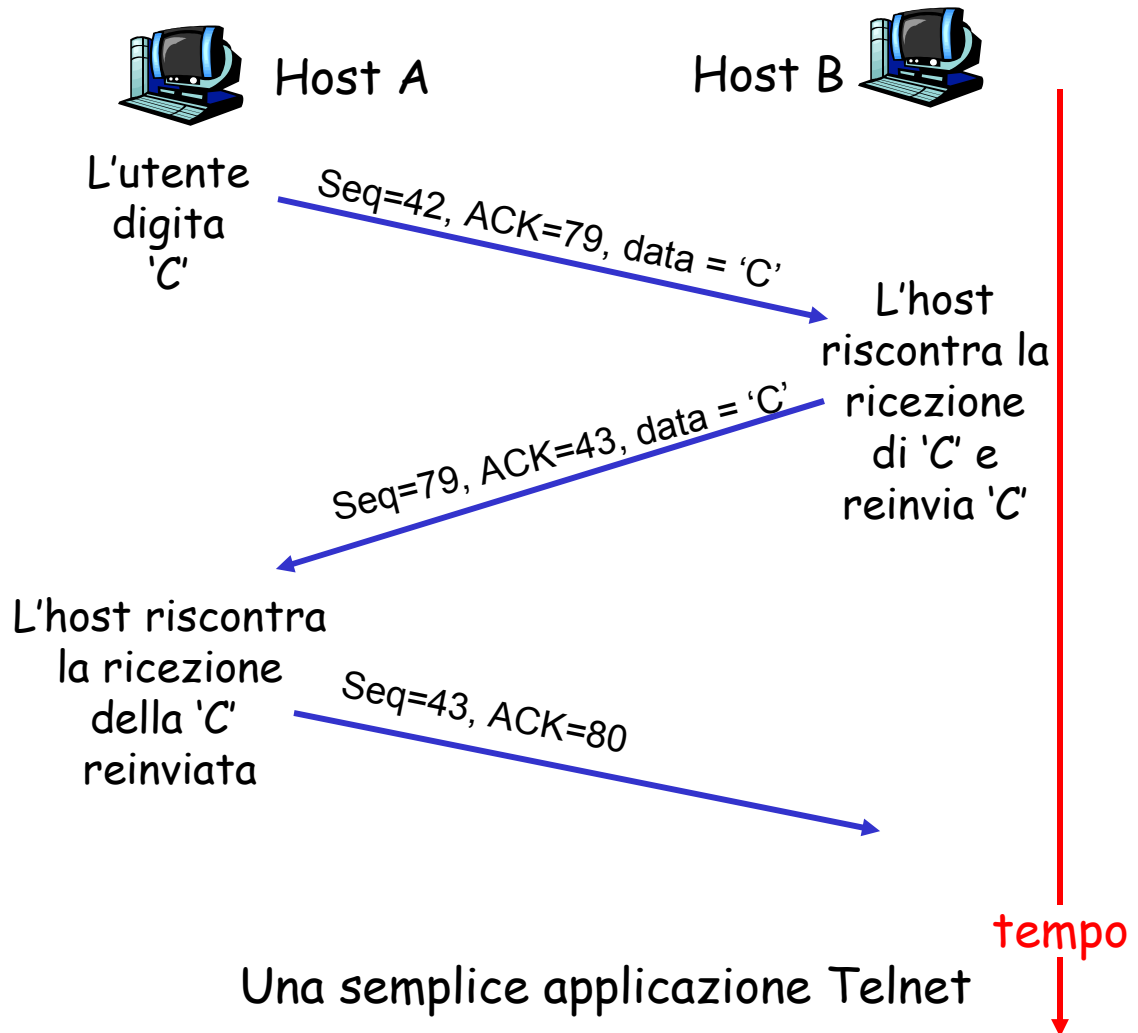 Host A
Host B
L'utente
digita
‘C’
Seq=42, ACK=79, data = ‘C’
L'host
riscontra la
ricezione
di ‘C’ e
reinvia ‘C’
Seq=79, ACK=43, data = ‘C’
L'host riscontra
la ricezione
della ‘C’
reinviata
Seq=43, ACK=80
tempo
Una semplice applicazione Telnet